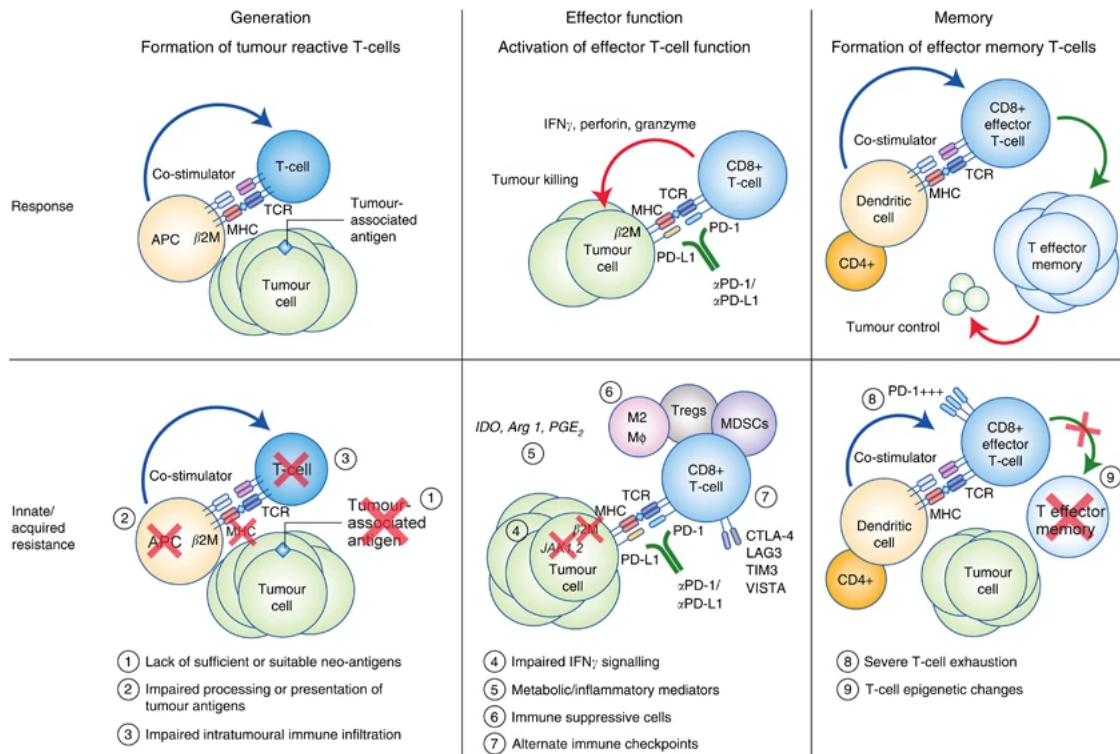 Generation
Formation of tumour reactive T-cells
Effector function
Activation of effector T-cell function
Memory
Formation of effector memory T-cells
Response
Co-stimulator
T-cell
TCR
MHC
APC
β2M
Tumour-
associated
antigen
Tumour
cell
IFNγ, perforin, granzyme
Tumour killing
CD8+
T-cell
TCR
MHC
β2M
Tumour
cell
PD-1
PD-L1
αPD-1/
αPD-L1
CD8+
effector
T-cell
Co-stimulator
TCR
MHC
Dendritic
cell
CD4+
T effector
memory
Tumour control
Innate/
acquired
resistance
Co-stimulator
T-cell
③
TCR
②
MHC
APC
β2M
Tumour-
associated
antigen
①
Tumour
cell
① Lack of sufficient or suitable neo-antigens
② Impaired processing or presentation of
tumour antigens
③ Impaired intratumoural immune infiltration
⑥
M2
Mϕ
Tregs
MDSCs
IDO, Arg 1, PGE₂
⑤
CD8+
T-cell
⑦
TCR
MHC
④
β2M
JAK1,2
Tumour
cell
PD-1
PD-L1
αPD-1/
αPD-L1
CTLA-4
LAG3
TIM3
VISTA
④ Impaired IFNγ signalling
⑤ Metabolic/inflammatory mediators
⑥ Immune suppressive cells
⑦ Alternate immune checkpoints
⑧
PD-1+++
CD8+
effector
T-cell
Co-stimulator
TCR
MHC
⑨
T effector
memory
Dendritic
cell
CD4+
Tumour
cell
⑧ Severe T-cell exhaustion
⑨ T-cell epigenetic changes